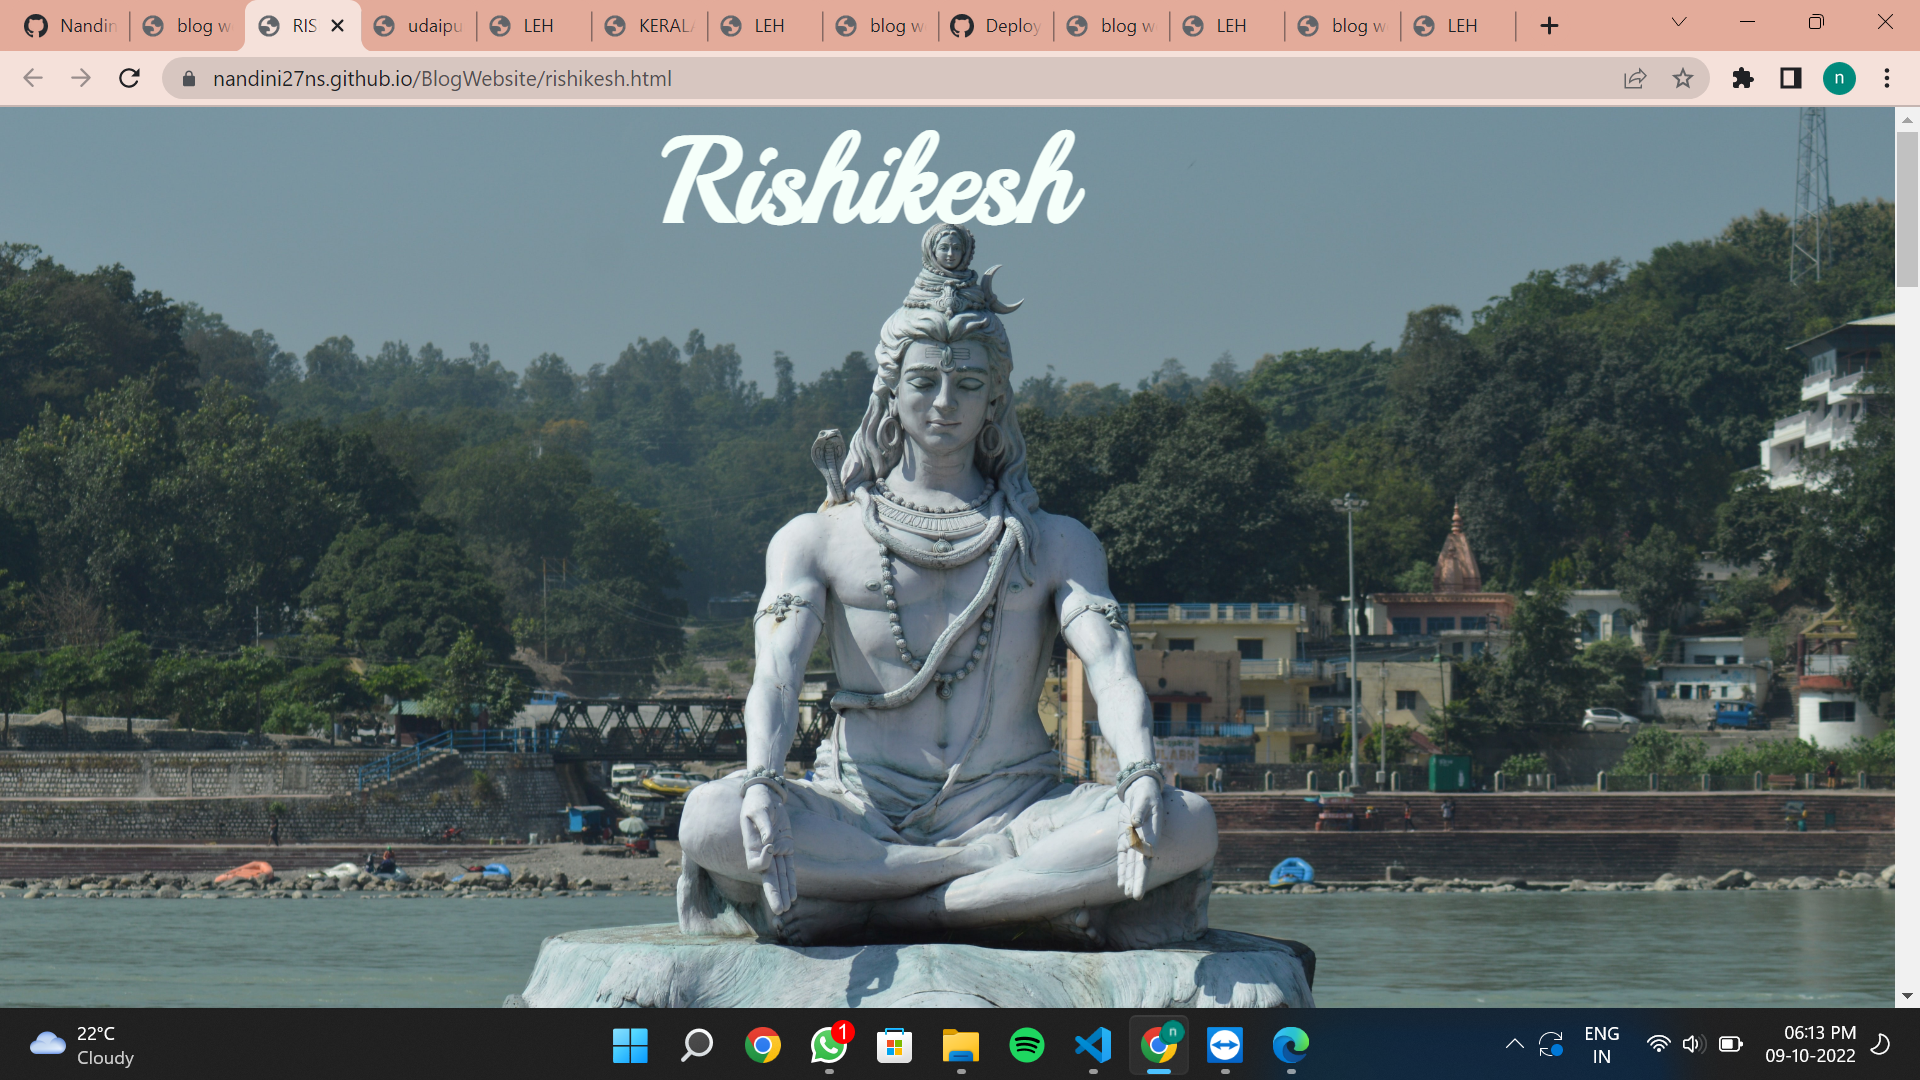 Nandin
blog w
RIS
udaipu
LEH
KERAL
LEH
blog w
Deploy
blog w
LEH
blog w
LEH
nandini27ns.github.io/BlogWebsite/rishikesh.html
n
Rishikesh
22°C
Cloudy
1
n
ENG
IN
06:13 PM
09-10-2022